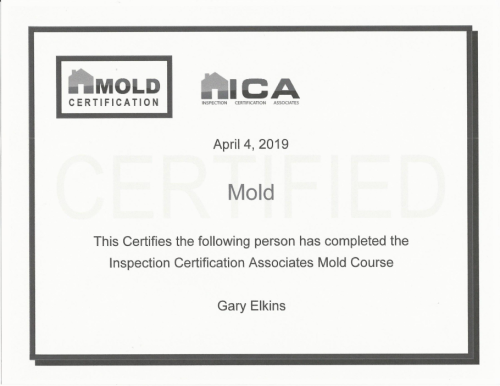 MOLD
CERTIFICATION
ICA
INSPECTION CERTIFICATION ASSOCIATES
April 4, 2019
CERTIFIED
Mold
This Certifies the following person has completed the
Inspection Certification Associates Mold Course
Gary Elkins